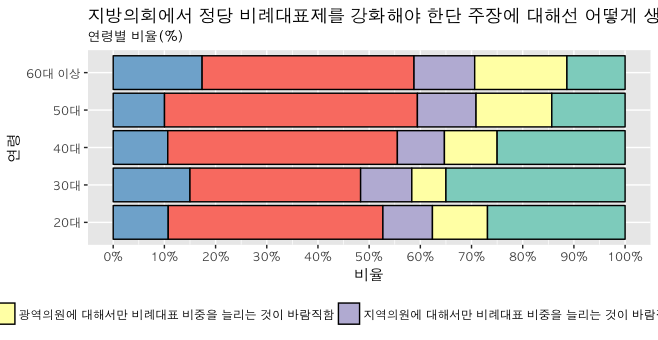 지방의회에서 정당 비례대표제를 강화해야 한단 주장에 대해선 어떻게
연령별 비율(%)
60대 이상
50대
40대
30대
20대
연령
0% 10% 20% 30% 40% 50% 60% 70% 80% 90% 100%
비율
광역의원에 대해서만 비례대표 비중을 늘리는 것이 바람직함 지역의원에 대해서만 비례대표 비중을 늘리는 것이